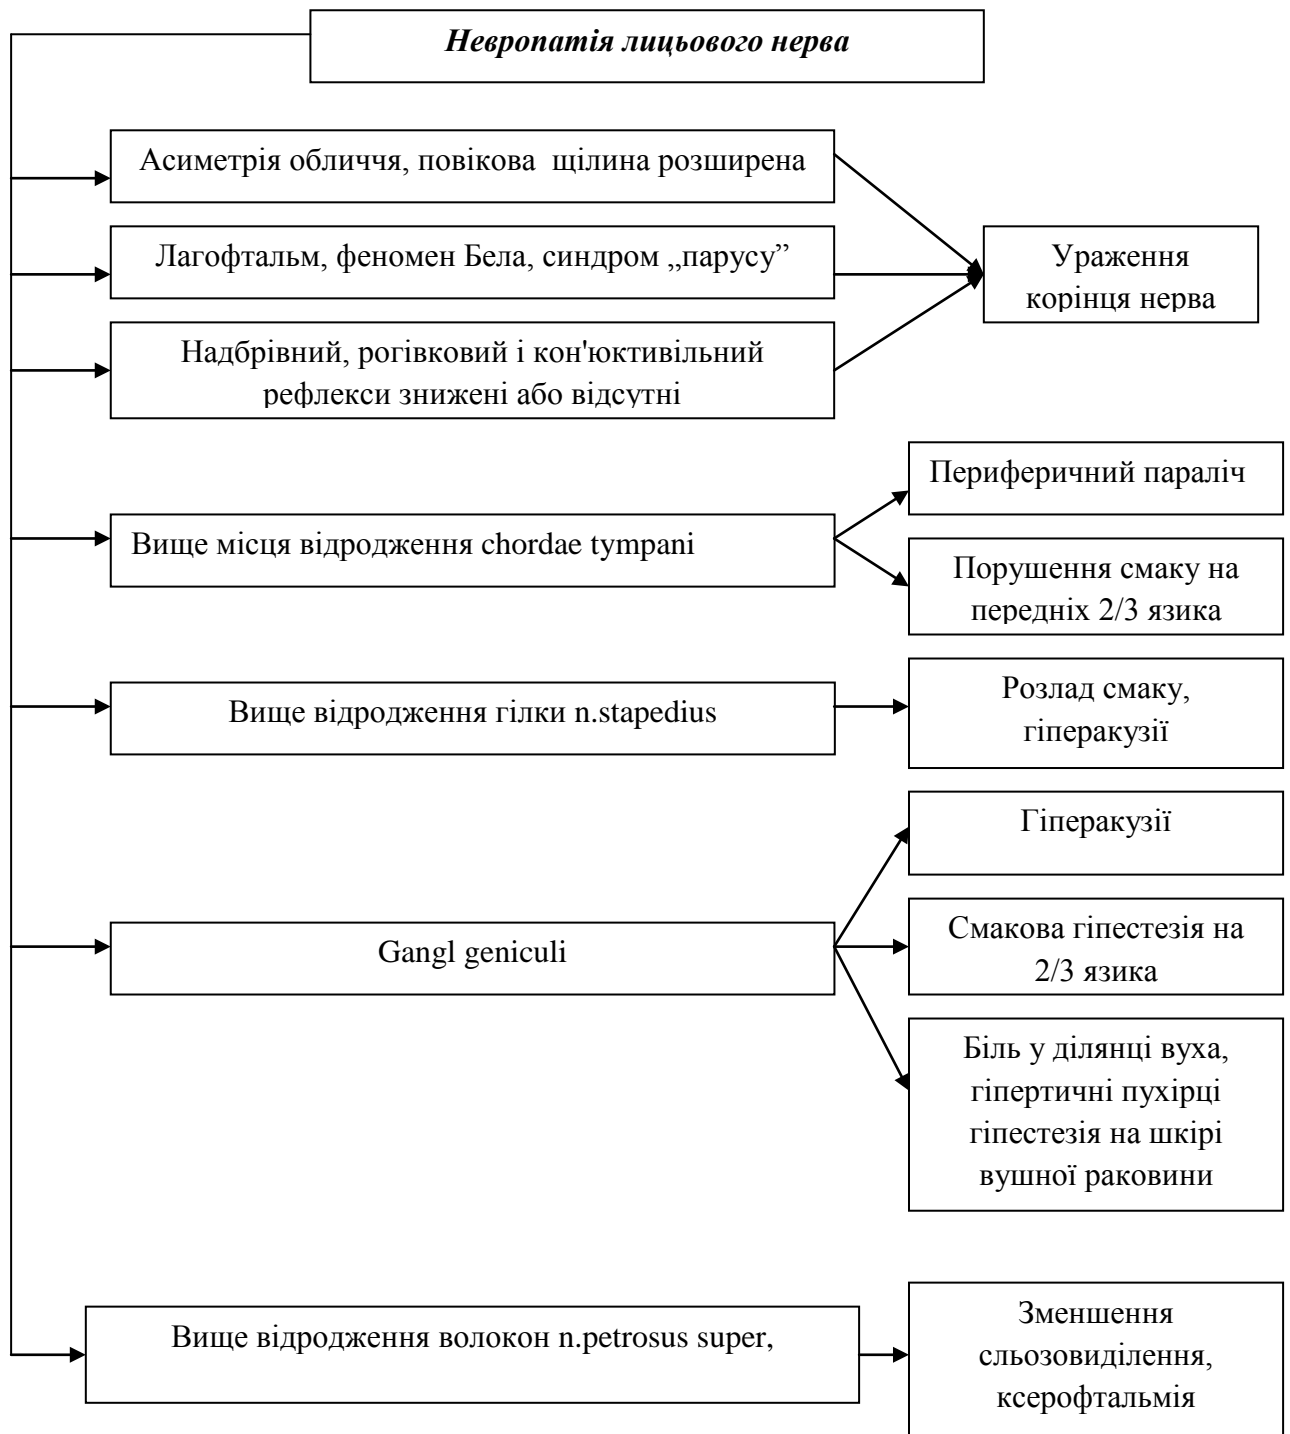 Невропатія лицьового нерва
Асиметрія обличчя, повікова щілина розширена
Лагофтальм, феномен Бела, синдром „парусу”
Ураження
корінця нерва
Надбрівний, рогівковий і кон'юктивільний
рефлекси знижені або відсутні
Периферичний параліч
Вище місця відродження chordae tympani
Порушення смаку на
передніх 2/3 язика
Вище відродження гілки n.stapedius
Розлад смаку,
гіперакузії
Гіперакузії
Gangl geniculi
Смакова гіпестезія на
2/3 язика
Біль у ділянці вуха,
гіпертичні пухірці
гіпестезія на шкірі
вушної раковини
Вище відродження волокон n.petrosus super,
Зменшення
сльозовиділення,
ксерофтальмія